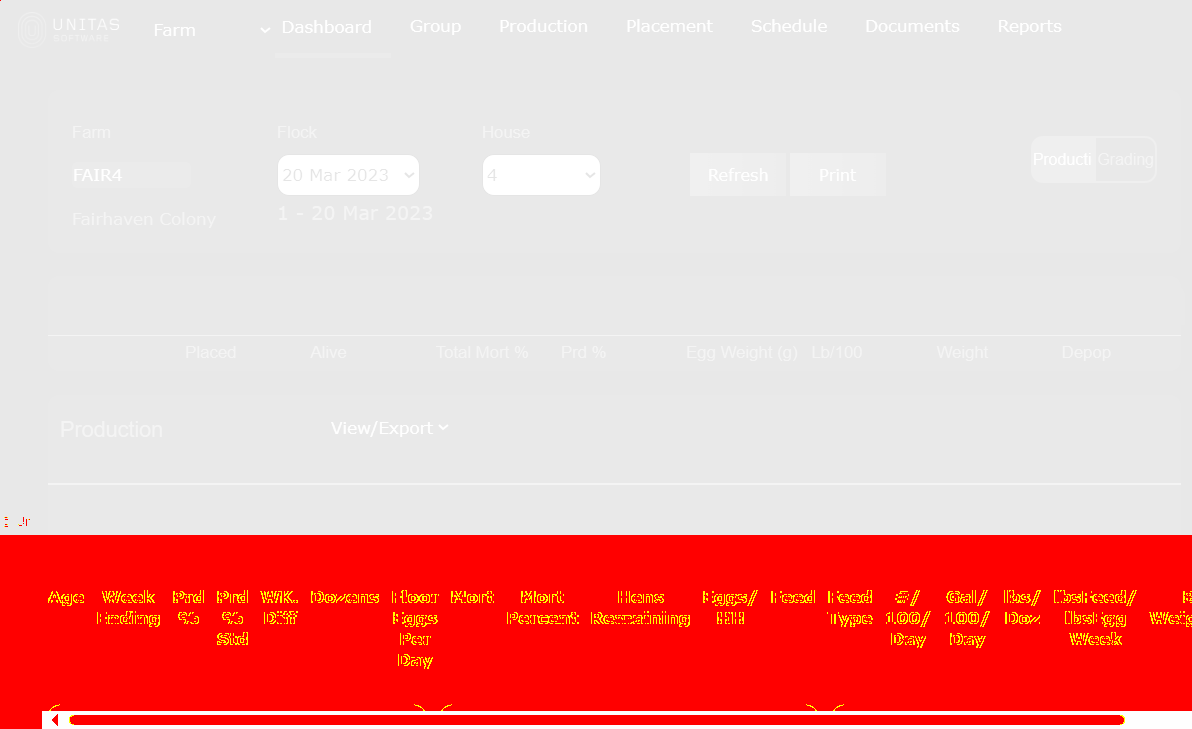 UNITAS
SOFTWARE
Farm Dashboard Group Production Placement Schedule Documents Reports
Farm Flock House
FAIR4 20 Mar 2023 4 Refresh Print Producti Grading
Fairhaven Colony 1 - 20 Mar 2023
Placed Alive Total Mort % Prd % Egg Weight (g) Lb/100 Weight Depop
Production View/Export
Age Week Prd Prd WK. Dozens Floor Mort Mort Hens Eggs/ Feed Feed #/ Gal/ lbs/ lbsFeed/
Ending % % Diff Eggs Percent Remaining HH Type 100/ 100/ Doz lbsEgg
Std Per Day Day Week
Day